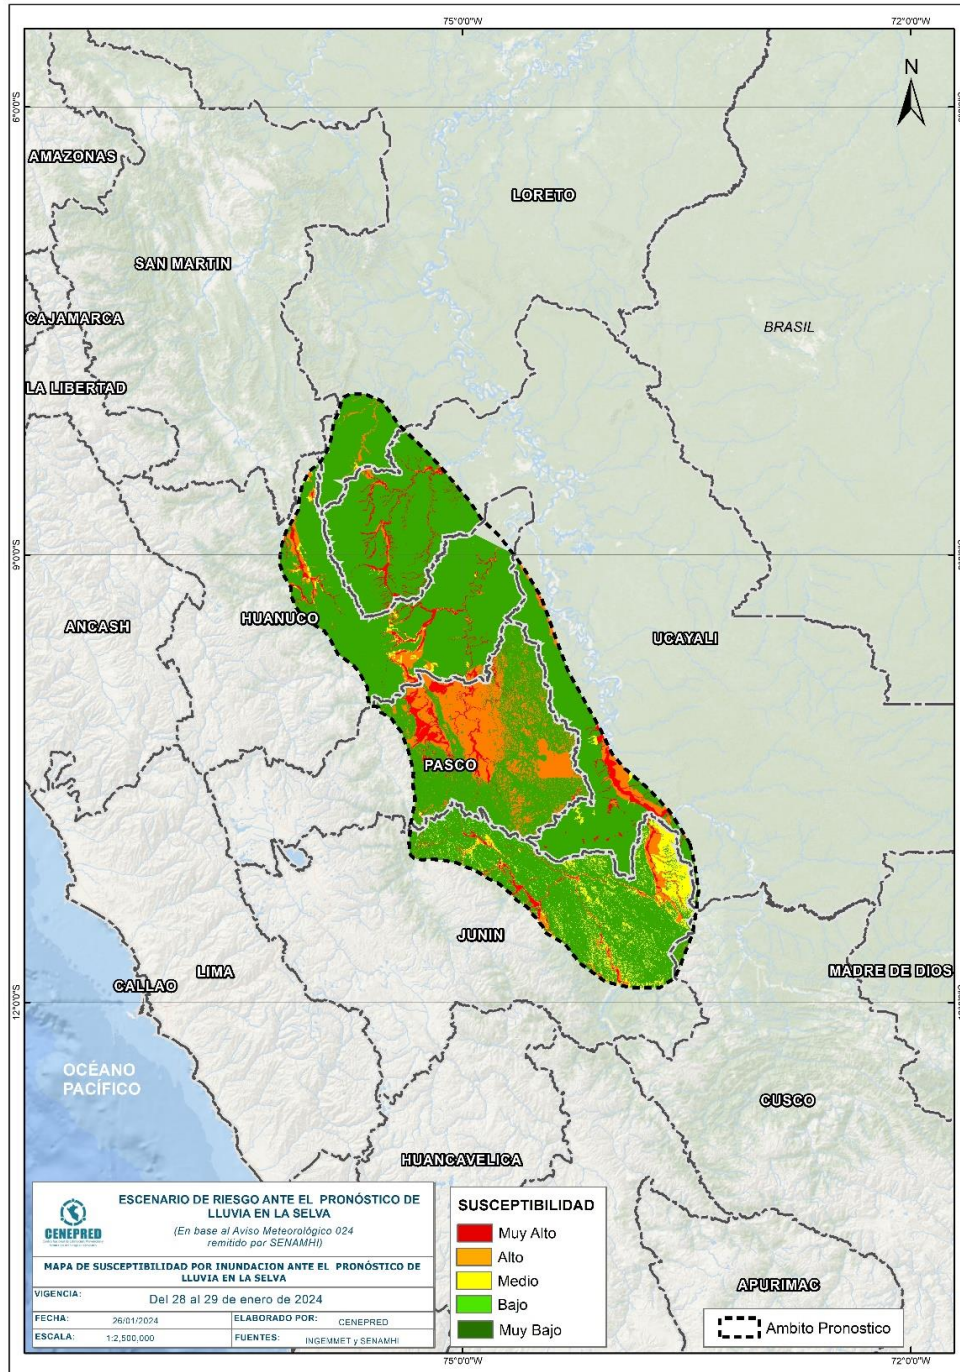 75°0'0"W
72°0'0"W
N
6°0'0"S
AMAZONAS
LORETO
SAN MARTIN
CAJAMARCA
BRASIL
LA LIBERTAD
9°0'0"S
ANCASH
HUANUCO
UCAYALI
PASCO
JUNIN
LIMA
CALLAO
MADRE DE DIOS
12°0'0"S
OCÉANO
PACÍFICO
CUSCO
HUANCAVELICA
APURIMAC
CENEPRED
ESCENARIO DE RIESGO ANTE EL PRONÓSTICO DE
LLUVIA EN LA SELVA
(En base al Aviso Meteorológico 024
remitido por SENAMHI)
MAPA DE SUSCEPTIBILIDAD POR INUNDACION ANTE EL PRONÓSTICO DE
LLUVIA EN LA SELVA
VIGENCIA: Del 28 al 29 de enero de 2024
FECHA: 26/01/2024 ELABORADO POR: CENEPRED
ESCALA: 1:2,500,000 FUENTES: INGEMMET y SENAMHI
SUSCEPTIBILIDAD
Muy Alto
Alto
Medio
Bajo
Muy Bajo
Ambito Pronostico
75°0'0"W
72°0'0"W